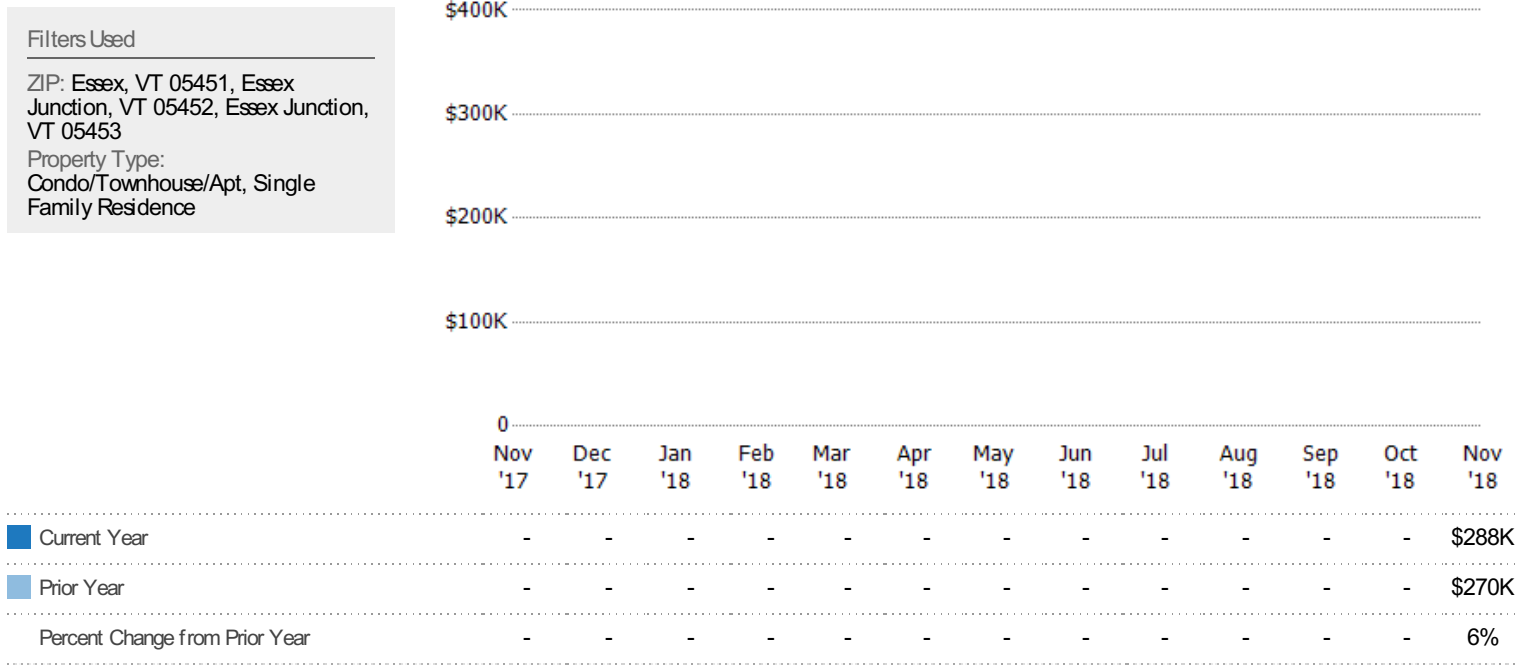 Filters Used
ZIP: Essex, VT 05451, Essex
Junction, VT 05452, Essex Junction,
VT 05453
Property Type:
Condo/Townhouse/Apt, Single
Family Residence
$400K
$300K
$200K
$100K
0
Nov Dec Jan Feb Mar Apr May Jun Jul Aug Sep Oct Nov
'17 '17 '18 '18 '18 '18 '18 '18 '18 '18 '18 '18 '18
Current Year - - - - - - - - - - - - $288K
Prior Year - - - - - - - - - - - - $270K
Percent Change from Prior Year - - - - - - - - - - - - 6%